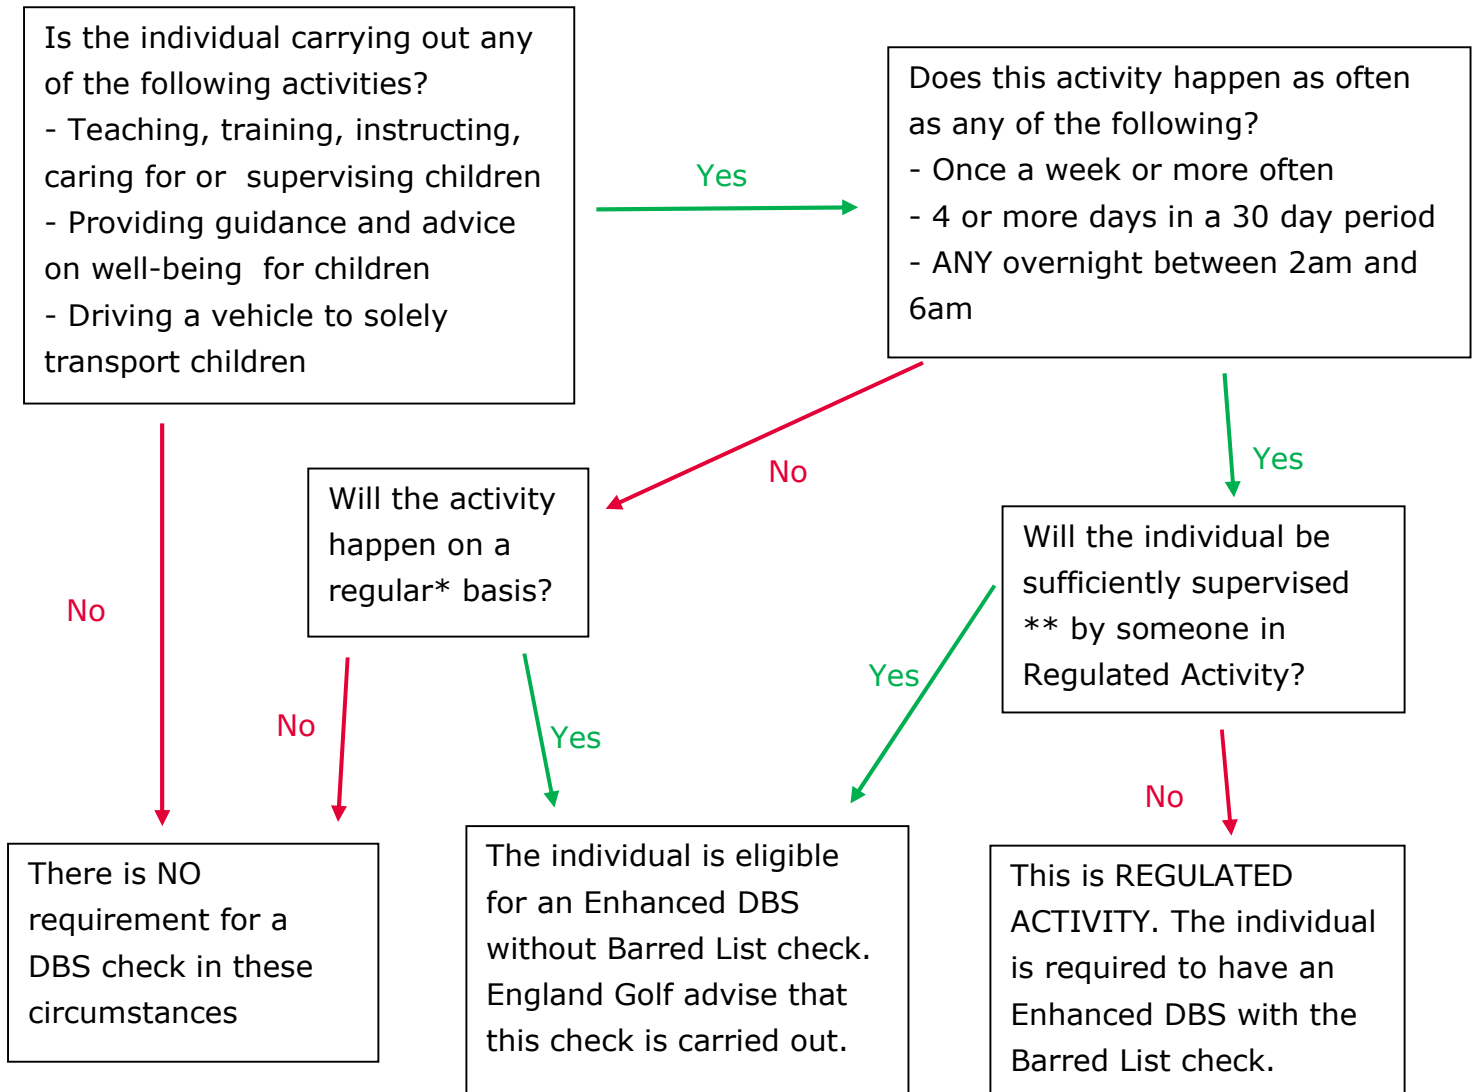 Is the individual carrying out any
of the following activities?
- Teaching, training, instructing,
caring for or supervising children
- Providing guidance and advice
on well-being for children
- Driving a vehicle to solely
transport children
Yes
Does this activity happen as often
as any of the following?
- Once a week or more often
- 4 or more days in a 30 day period
- ANY overnight between 2am and
6am
No
No
Yes
Will the activity
happen on a
regular* basis?
Will the individual be
sufficiently supervised
** by someone in
Regulated Activity?
No
Yes
Yes
No
There is NO
requirement for a
DBS check in these
circumstances
The individual is eligible
for an Enhanced DBS
without Barred List check.
England Golf advise that
this check is carried out.
This is REGULATED
ACTIVITY. The individual
is required to have an
Enhanced DBS with the
Barred List check.